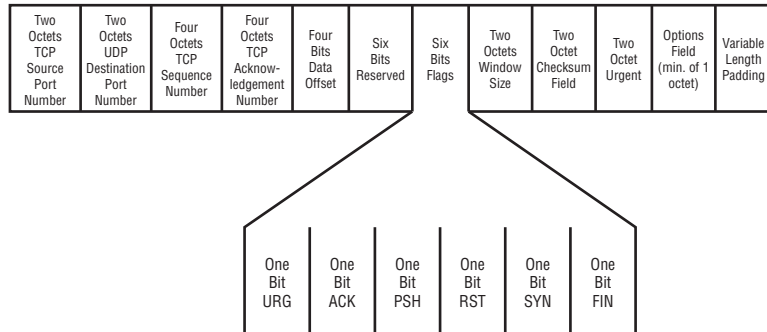 Two
Octets
TCP
Source
Port
Number
Two
Octets
UDP
Destination
Port
Number
Four
Octets
TCP
Sequence
Number
Four
Octets
TCP
Acknow-
ledgement
Number
Four
Bits
Data
Offset
Six
Bits
Reserved
Six
Bits
Flags
Two
Octets
Window
Size
Two
Octet
Checksum
Field
Two
Octet
Urgent
Options
Field
(min. of 1
octet)
Variable
Length
Padding
One
Bit
URG
One
Bit
ACK
One
Bit
PSH
One
Bit
RST
One
Bit
SYN
One
Bit
FIN